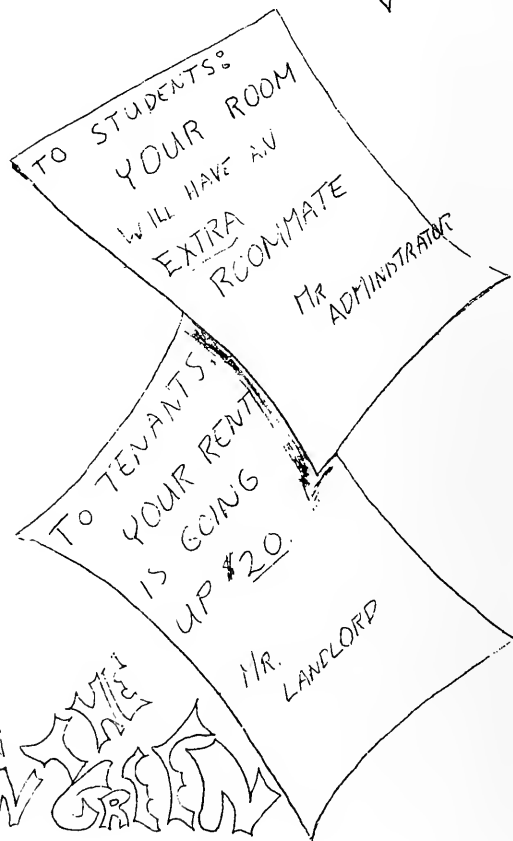 TO STUDENTS:
YOUR ROOM
WILL HAVE AN
EXTRA
ROOMMATE
MR
ADMINISTRATOR
TO TENANTS:
YOUR RENT
IS GOING
UP $20.
MR.
LANDLORD
THE
GREEN